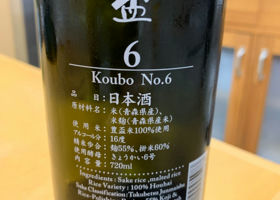 盃
6
Koubo No.6
品 目：日本酒
原材料名：米(青森県産)、
米麹(青森県産米)
使 用 米：豊盃米100%使用
アルコール分：16度
精米歩合：麹55%、掛米60%
使用酵母：きょうかい6号
内 容 量：720ml
Ingredients : Sake rice ,malted rice
Rice Variety : 100% Houhai
Sake Classification : Tokubetsu Junmaishu
55% Koji &